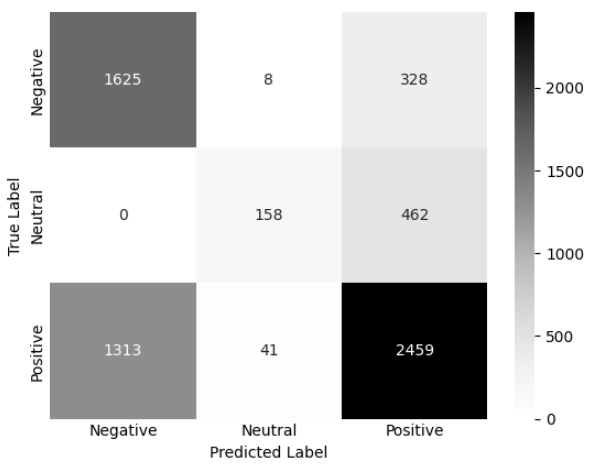 True Label
Negative
1625 8 328
Neutral
0 158 462
Positive
1313 41 2459
Negative Neutral Positive
Predicted Label
2000
1500
1000
500
0